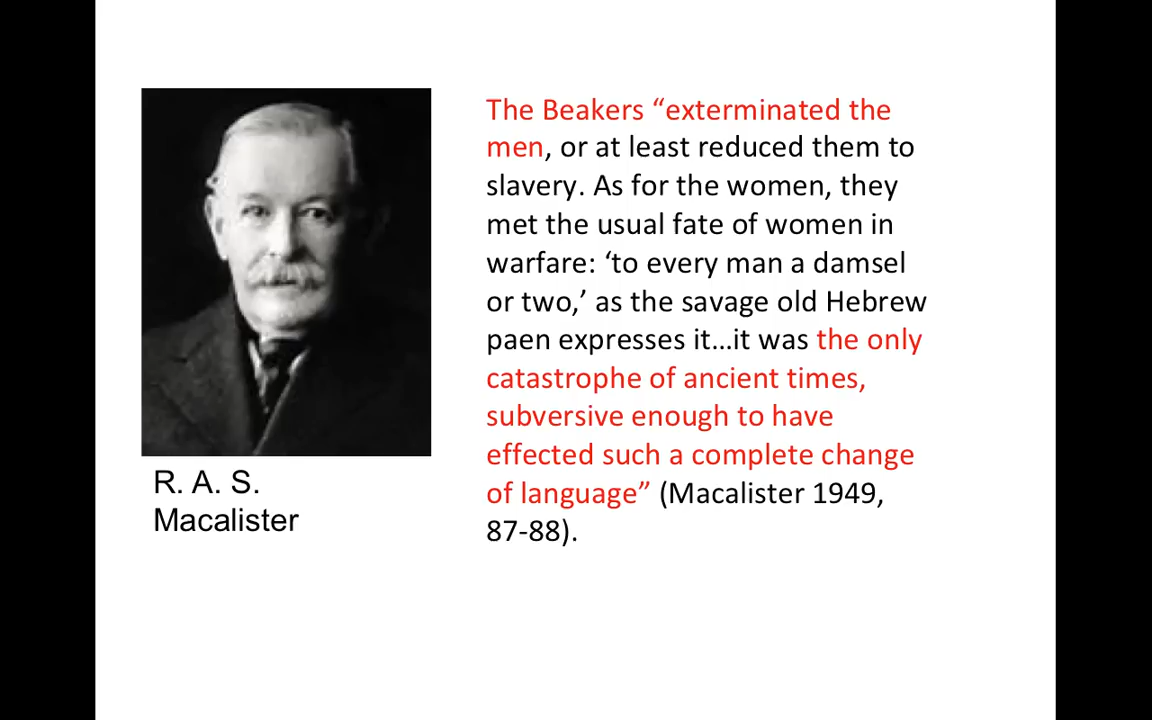 The Beakers “exterminated the
men, or at least reduced them to
slavery. As for the women, they
met the usual fate of women in
warfare: ‘to every man a damsel
or two,’ as the savage old Hebrew
paen expresses it…it was the only
catastrophe of ancient times,
subversive enough to have
effected such a complete change
of language” (Macalister 1949,
87-88).
R. A. S.
Macalister